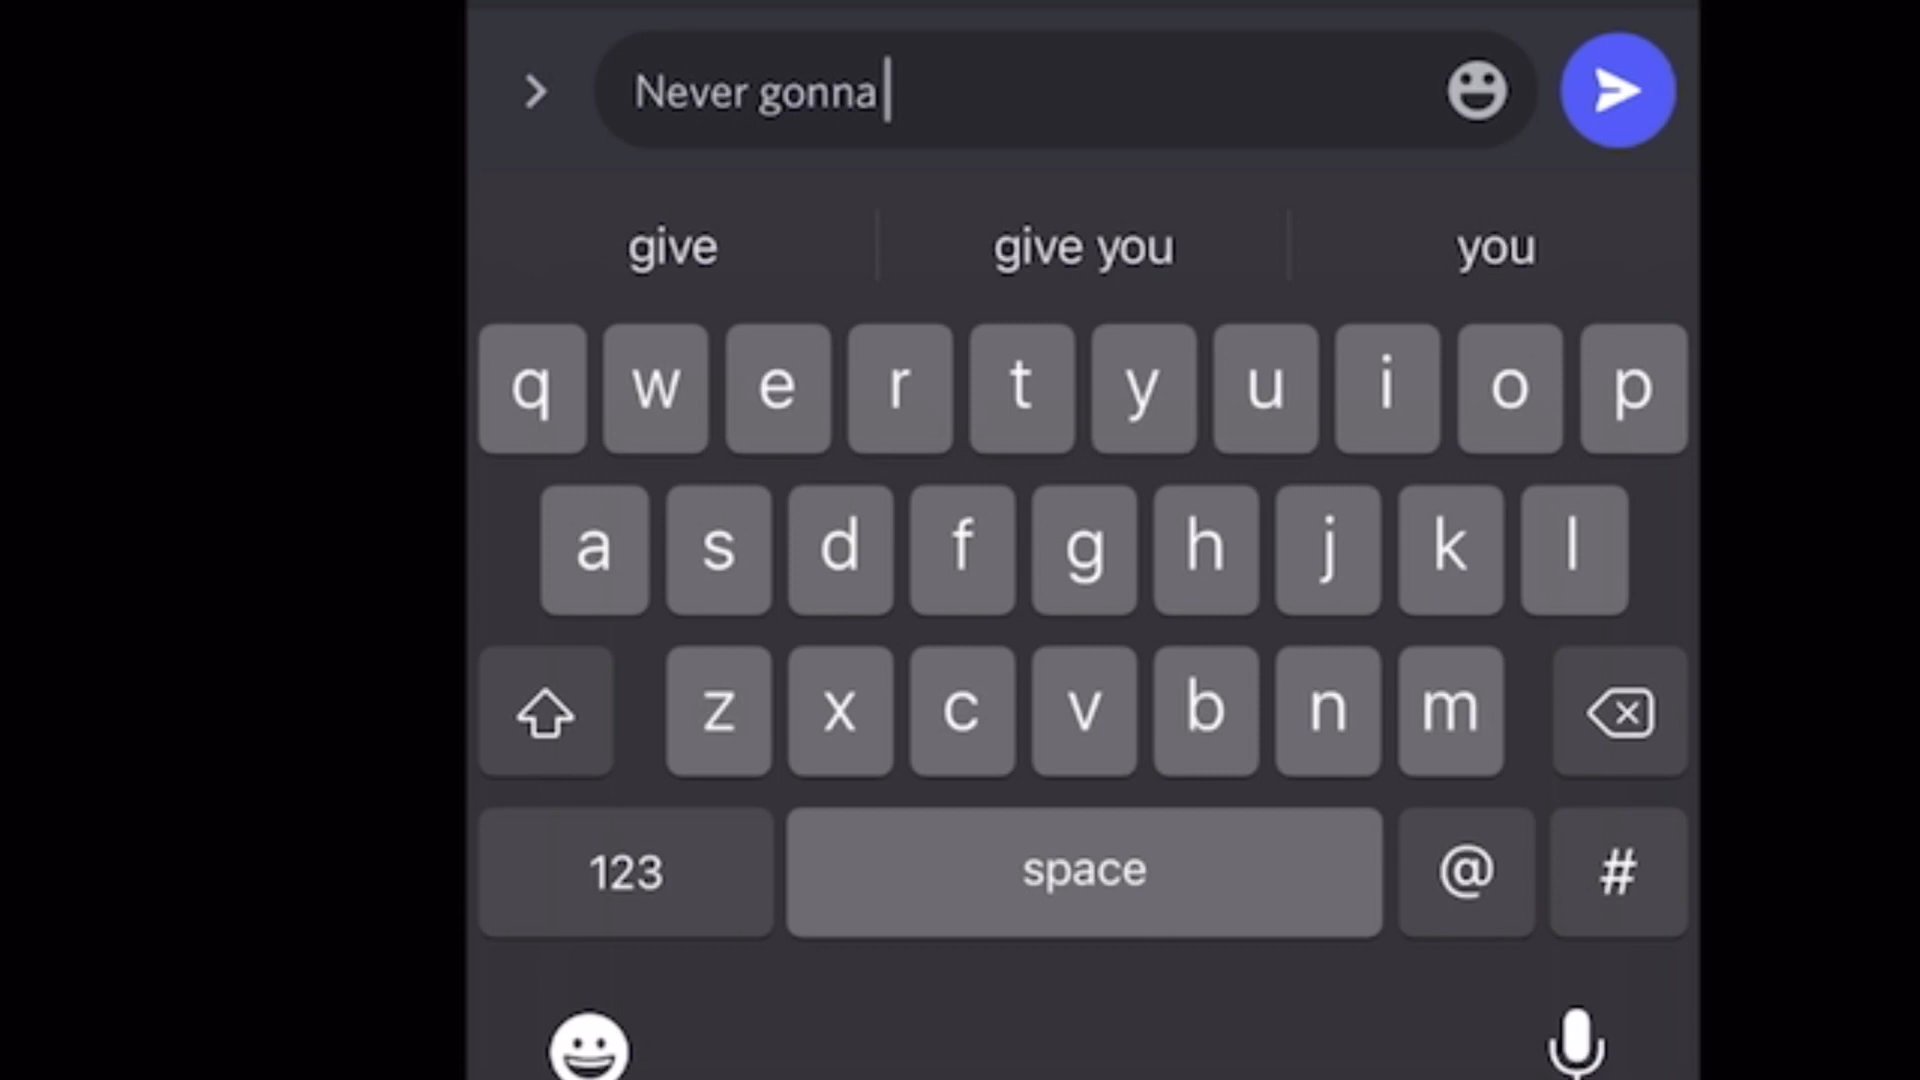 Never gonna
give give you you
q w e r t y u i o p
a s d f g h j k l
z x c v b n m
123 space @ #